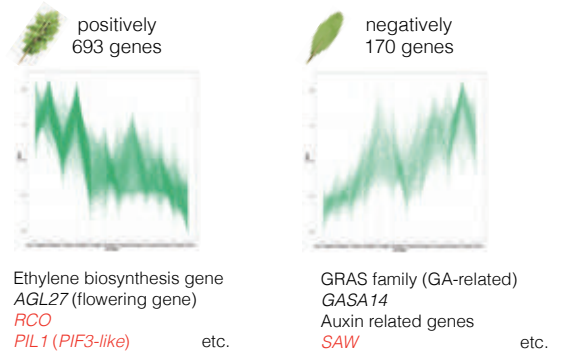 positively
693 genes
Ethylene biosynthesis gene
AGL27 (flowering gene)
RCO
PIL1 (PIF3-like) etc.
negatively
170 genes
GRAS family (GA-related)
GASA14
Auxin related genes
SAW etc.